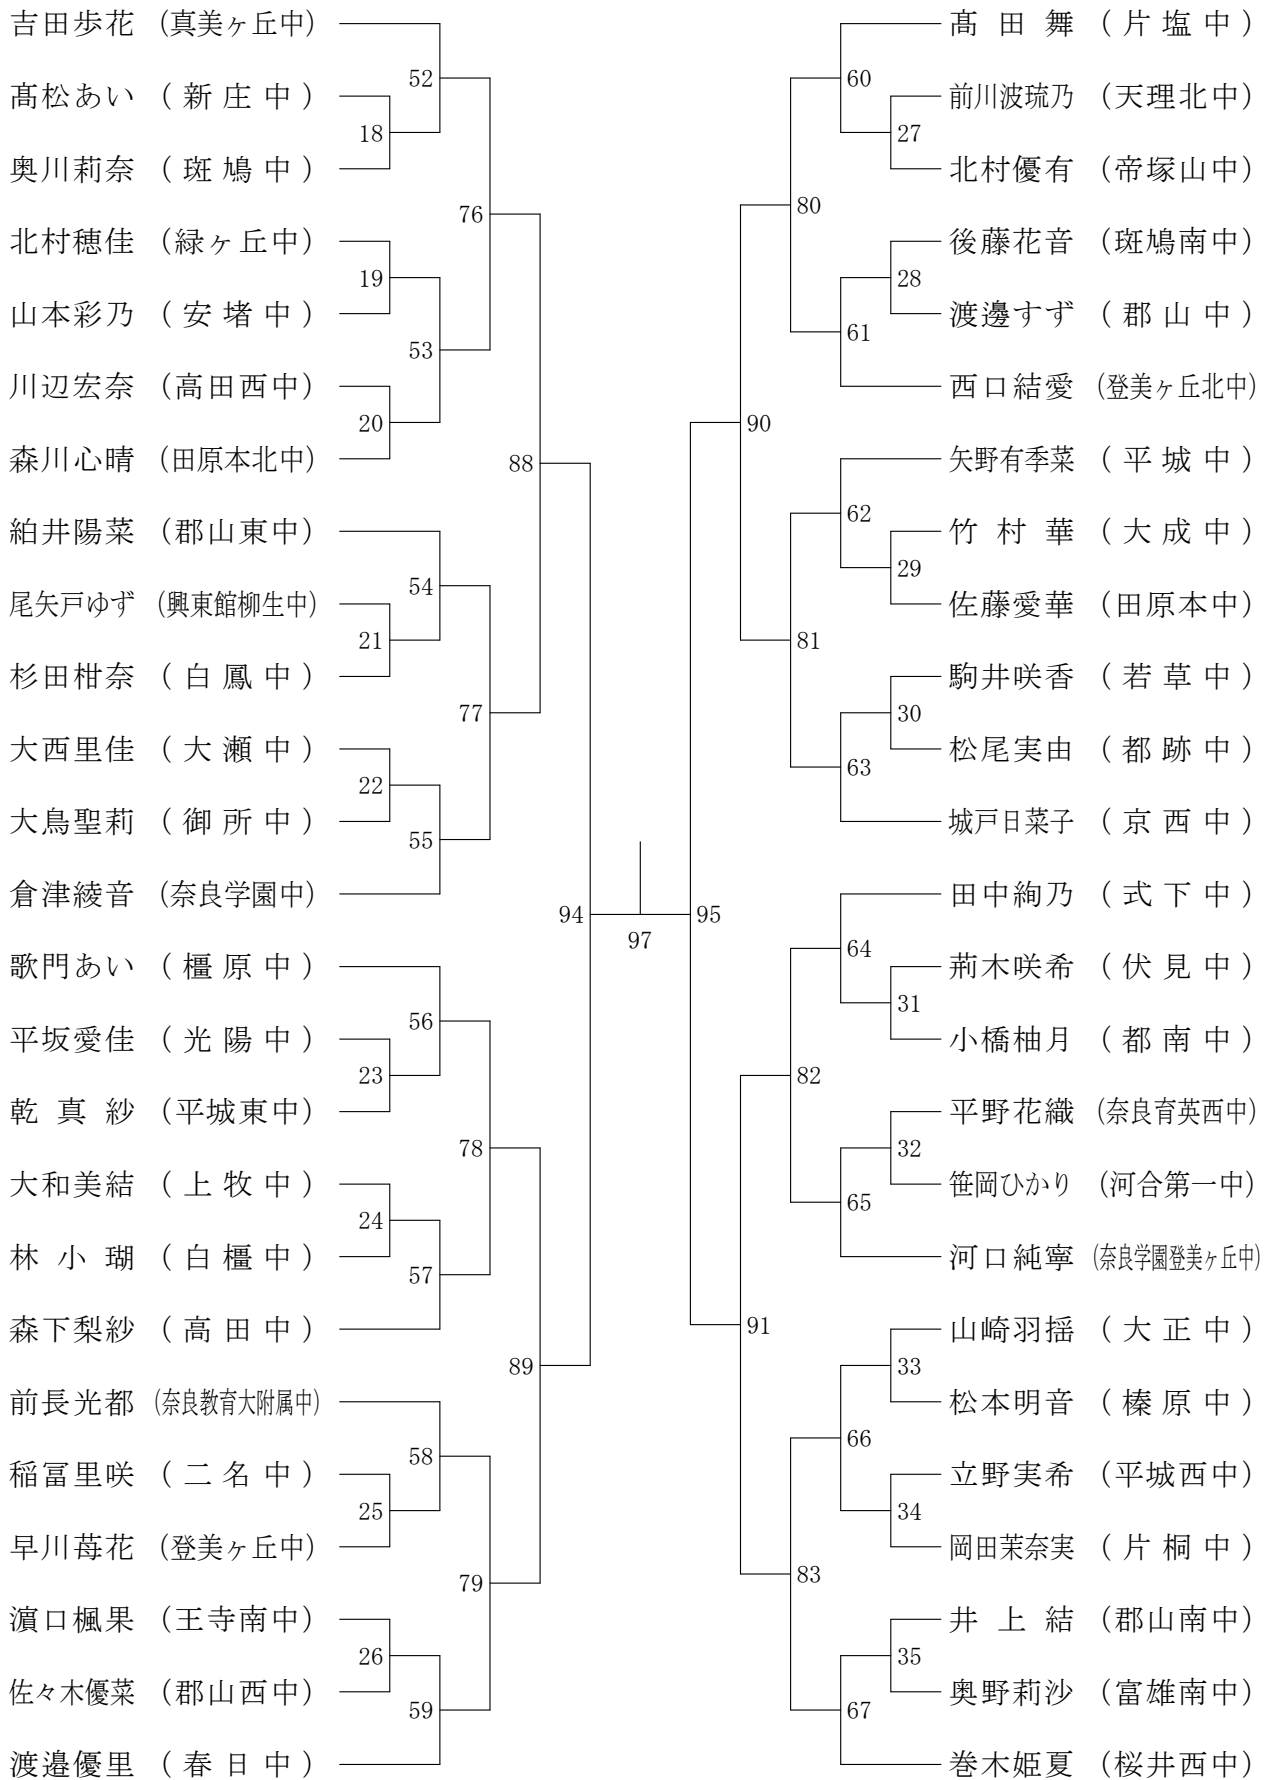 吉田歩花 (真美ヶ丘中)
髙松あい (新庄中)
奥川莉奈 (斑鳩中)
北村穂佳 (緑ヶ丘中)
山本彩乃 (安堵中)
川辺宏奈 (高田西中)
森川心晴 (田原本北中)
絈井陽菜 (郡山東中)
尾矢戸ゆず (興東館柳生中)
杉田柑奈 (白鳳中)
大西里佳 (大瀬中)
大鳥聖莉 (御所中)
倉津綾音 (奈良学園中)
歌門あい (橿原中)
平坂愛佳 (光陽中)
乾真紗 (平城東中)
大和美結 (上牧中)
林小瑚 (白橿中)
森下梨紗 (高田中)
前長光都 (奈良教育大附属中)
稲冨里咲 (二名中)
早川苺花 (登美ヶ丘中)
濵口楓果 (王寺南中)
佐々木優菜 (郡山西中)
渡邉優里 (春日中)
52
18
76
19
53
20
88
54
21
77
22
55
94
56
23
78
24
57
89
58
25
79
26
59
97
髙田舞 (片塩中)
前川波琉乃 (天理北中)
北村優有 (帝塚山中)
後藤花音 (斑鳩南中)
渡邊すず (郡山中)
西口結愛 (登美ヶ丘北中)
矢野有季菜 (平城中)
竹村華 (大成中)
佐藤愛華 (田原本中)
駒井咲香 (若草中)
松尾実由 (都跡中)
城戸日菜子 (京西中)
田中絢乃 (式下中)
荊木咲希 (伏見中)
小橋柚月 (都南中)
平野花織 (奈良育英西中)
笹岡ひかり (河合第一中)
河口純寧 (奈良学園登美ヶ丘中)
山崎羽揺 (大正中)
松本明音 (榛原中)
立野実希 (平城西中)
岡田茉奈実 (片桐中)
井上結 (郡山南中)
奥野莉沙 (富雄南中)
巻木姫夏 (桜井西中)
60
27
80
28
61
90
62
29
81
30
63
95
64
31
82
32
65
91
33
66
34
83
35
67